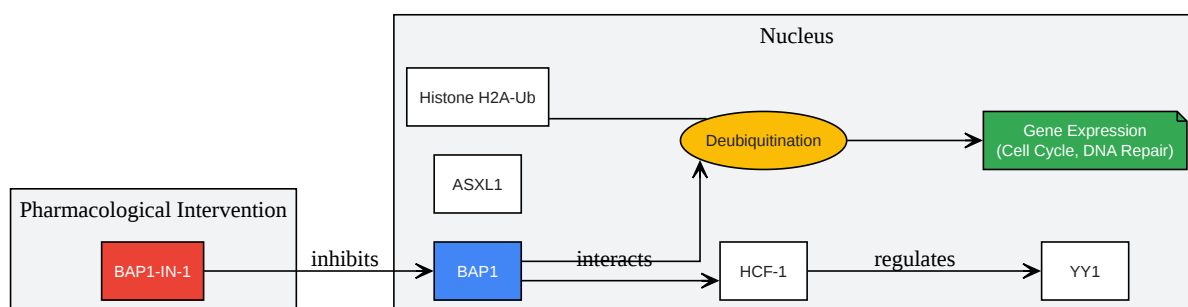 Nucleus
Histone H2A-Ub
Deubiquitination
Gene Expression
(Cell Cycle, DNA Repair)
ASXL1
Pharmacological Intervention
BAP1-IN-1
inhibits
BAP1
interacts
HCF-1
regulates
YY1